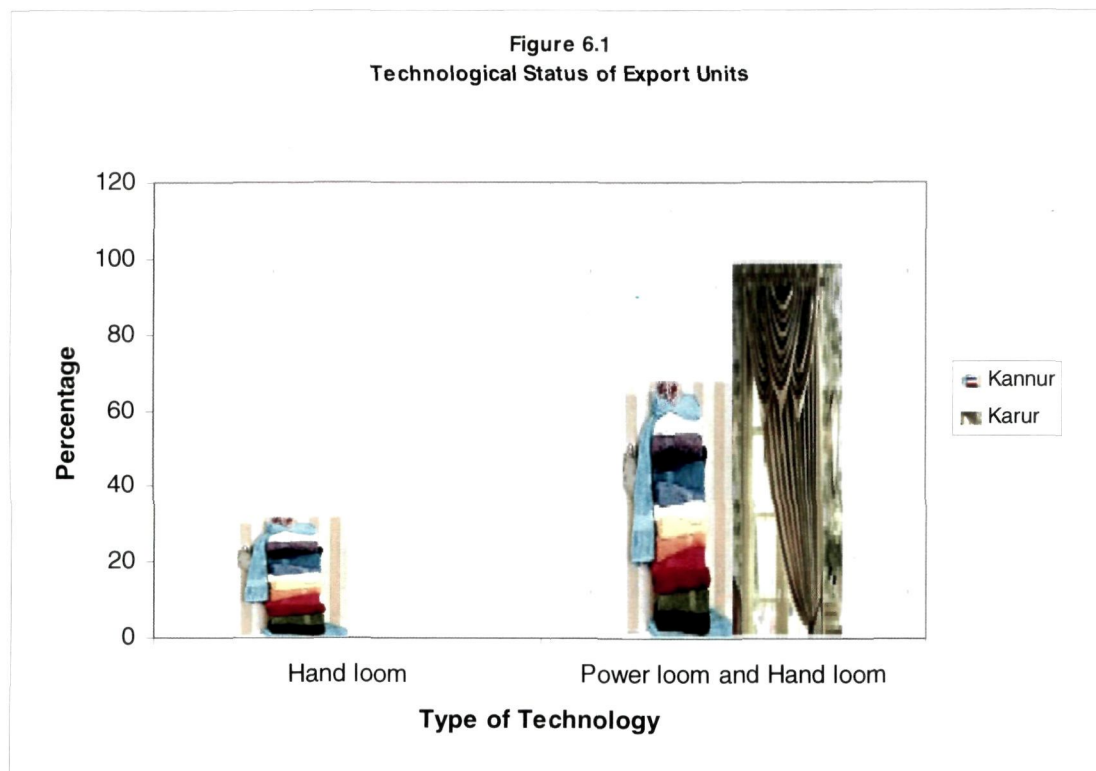 Figure 6.1
Technological Status of Export Units
120
100
80
60
40
20
0
Percentage
Hand loom
Power loom and Hand loom
Type of Technology
Kannur
Karur